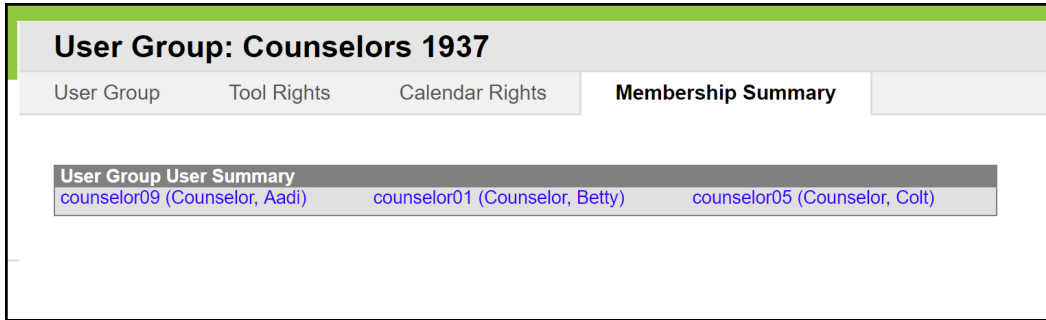 User Group: Counselors 1937
User Group Tool Rights Calendar Rights Membership Summary
User Group User Summary
counselor09 (Counselor, Aadi) counselor01 (Counselor, Betty) counselor05 (Counselor, Colt)